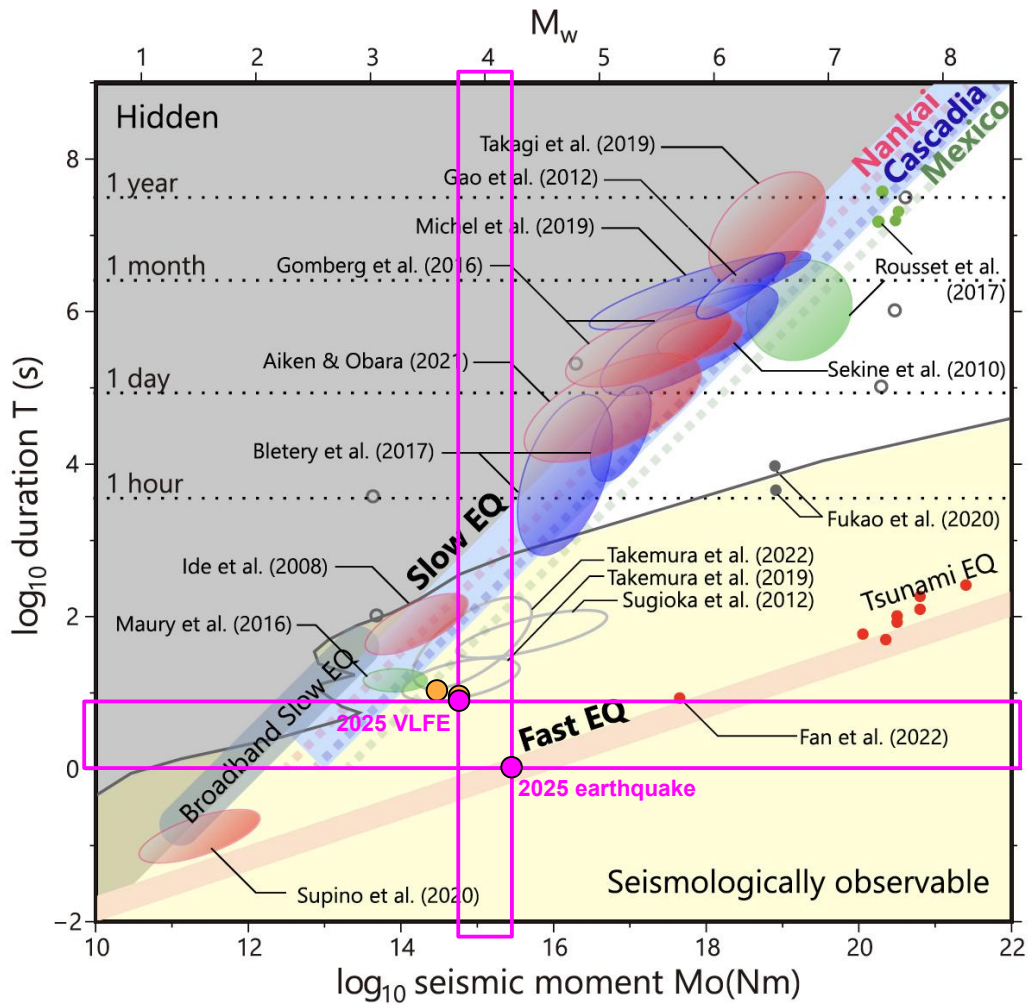 M_w
1 2 3 4 5 6 7 8
Hidden
Nankai
Cascadia
Mexico
Takagi et al. (2019)
Gao et al. (2012)
1 year
Michel et al. (2019)
1 month
Gomberg et al. (2016)
Rousset et al.
(2017)
Aiken & Obara (2021)
Sekine et al. (2010)
1 day
Bletery et al. (2017)
1 hour
Slow EQ
Fukao et al. (2020)
Ide et al. (2008)
Takemura et al. (2022)
Takemura et al. (2019)
Sugioka et al. (2012)
Tsunami EQ
Maury et al. (2016)
Broadband Slow EQ
2025 VLFE
Fast EQ
Fan et al. (2022)
2025 earthquake
Supino et al. (2020)
Seismologically observable
8
6
4
2
0
−2
log₁₀ duration T (s)
10 12 14 16 18 20 22
log₁₀ seismic moment Mo(Nm)